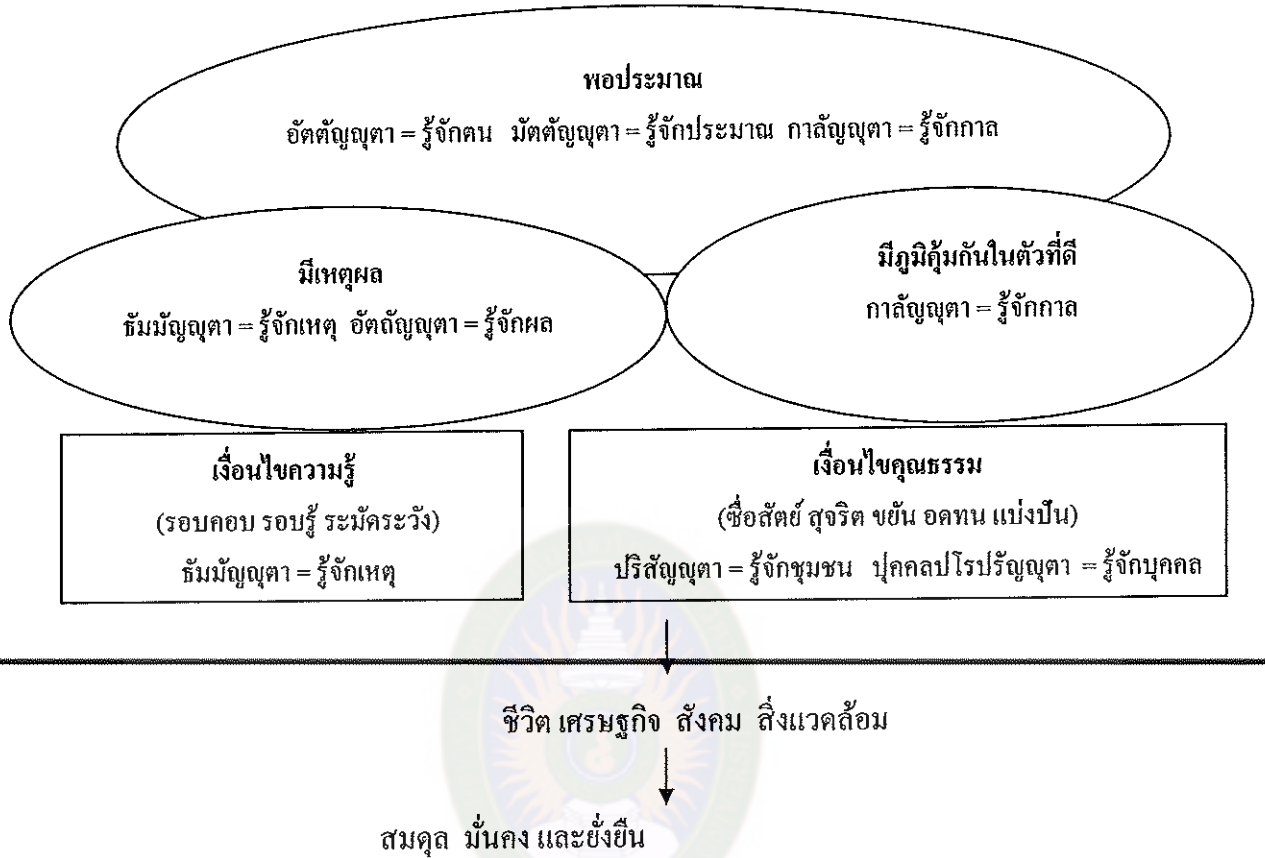 พอประมาณ
อัตตัญญุตา = รู้จักตน มัตตัญญุตา = รู้จักประมาณ กาลัญญุตา = รู้จักกาล
มีเหตุผล
ธัมมัญญุตา = รู้จักเหตุ อัตถัญญุตา = รู้จักผล
มีภูมิคุ้มกันในตัวที่ดี
กาลัญญุตา = รู้จักกาล
เงื่อนไขความรู้
(รอบคอบ รอบรู้ ระมัดระวัง)
ธัมมัญญุตา = รู้จักเหตุ
เงื่อนไขคุณธรรม
(ซื่อสัตย์ สุจริต ขยัน อดทน แบ่งปัน)
ปริสัญญุตา = รู้จักชุมชน ปุคคลปโรปรัญญุตา = รู้จักบุคคล
ชีวิต เศรษฐกิจ สังคม สิ่งแวดล้อม
สมดุล มั่นคง และยั่งยืน